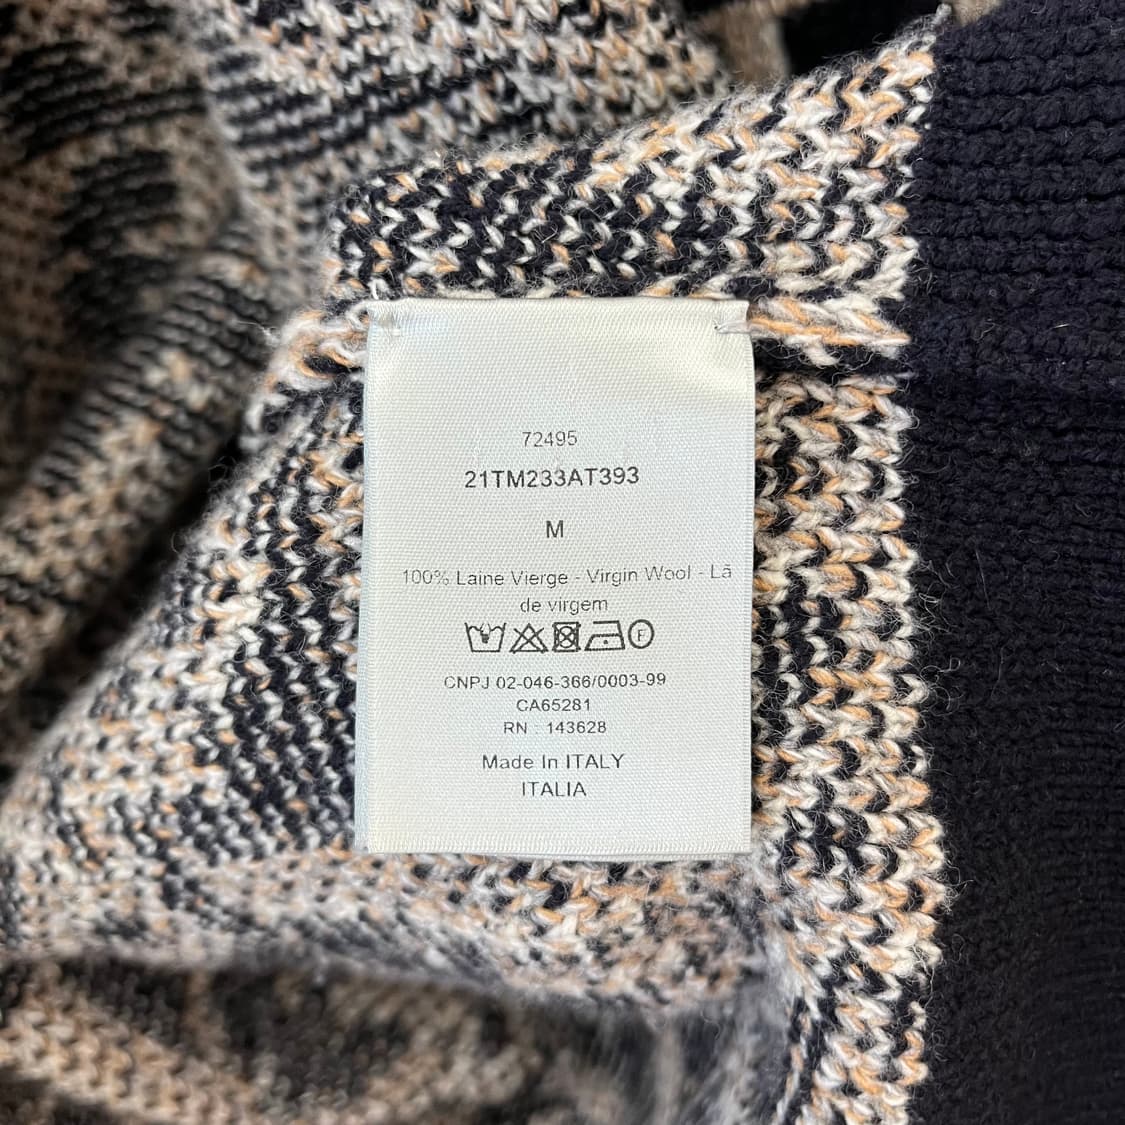 72495
21TM233AT393
M
100% Laine Vierge - Virgin Wool - Lã
de virgem
F
CNPJ 02-046-366/0003-99
CA65281
RN : 143628
Made In ITALY
ITALIA